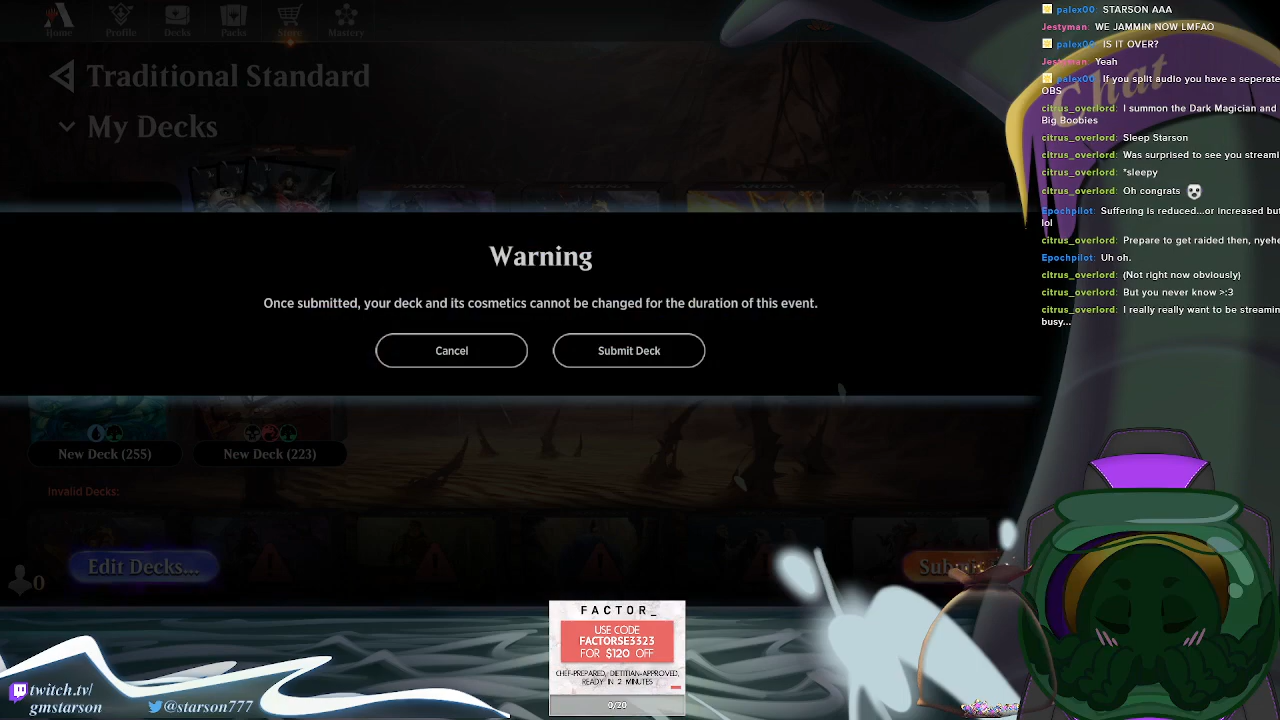 Home Profile Decks Packs Store Mastery
Traditional Standard
My Decks
Warning
Once submitted, your deck and its cosmetics cannot be changed for the duration of this event.
Cancel
Submit Deck
New Deck (255)
New Deck (223)
Invalid Decks:
Edit Decks...
0
FACTOR_
USE CODE
FACTORSE3323
FOR $120 OFF
CHEF-PREPARED, DIETITIAN-APPROVED,
READY IN 2 MINUTES
0/20
twitch.tv/
gmstarson
@starson777
Chat
palex00: STARSON AAA
Jestyman: WE JAMMIN NOW LMFAO
palex00: IS IT OVER?
Jestyman: Yeah
palex00: If you split audio you have a seperate
OBS
citrus_overlord: I summon the Dark Magician and
Big Boobies
citrus_overlord: Sleep Starson
citrus_overlord: Was surprised to see you streami
citrus_overlord: *sleepy
citrus_overlord: Oh congrats
Epochpilot: Suffering is reduced...or increased but
lol
citrus_overlord: Prepare to get raided then, nyehe
Epochpilot: Uh oh.
citrus_overlord: (Not right now obviously)
citrus_overlord: But you never know >:3
citrus_overlord: I really really want to be streamin
busy...